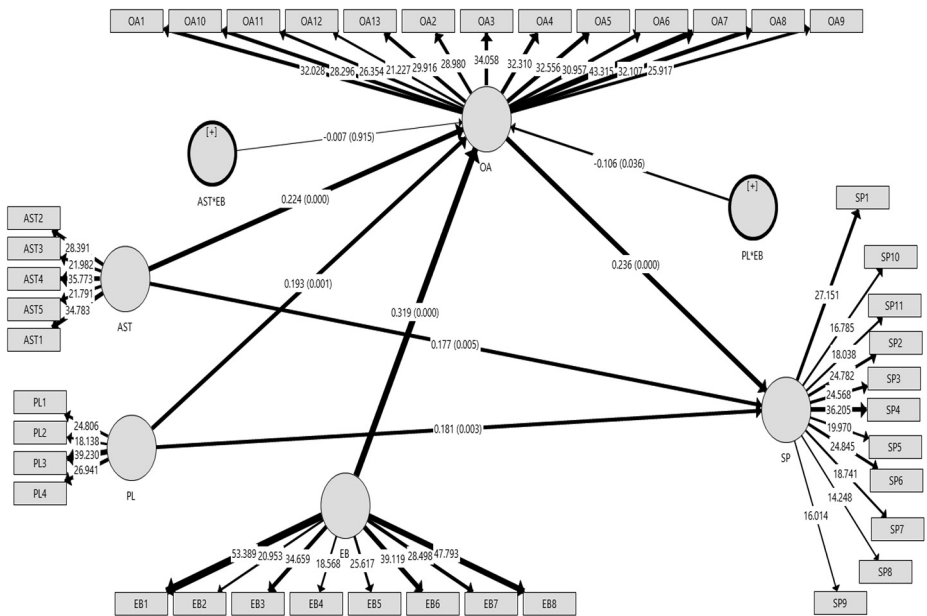 OA1 OA10 OA11 OA12 OA13 OA2 OA3 OA4 OA5 OA6 OA7 OA8 OA9
32.028 28.296 26.354 21.227 29.916 28.980 34.058 32.310 32.556 30.957 43.315 32.107 25.917
[+]
AST*EB
-0.007 (0.915)
OA
-0.106 (0.036)
[+]
PL*EB
0.224 (0.000)
0.193 (0.001)
0.319 (0.000)
0.236 (0.000)
0.177 (0.005)
0.181 (0.003)
AST2
AST3
AST4
AST5
AST1
28.391
21.982
35.773
21.791
34.783
AST
PL1
PL2
PL3
PL4
24.806
18.138
39.230
26.941
PL
EB
53.389 20.953 34.659 18.568 25.617 39.119 28.498 47.793
EB1 EB2 EB3 EB4 EB5 EB6 EB7 EB8
SP
27.151
16.785
18.038
24.782
24.568
36.205
19.970
24.845
18.741
14.248
16.014
SP1
SP10
SP11
SP2
SP3
SP4
SP5
SP6
SP7
SP8
SP9